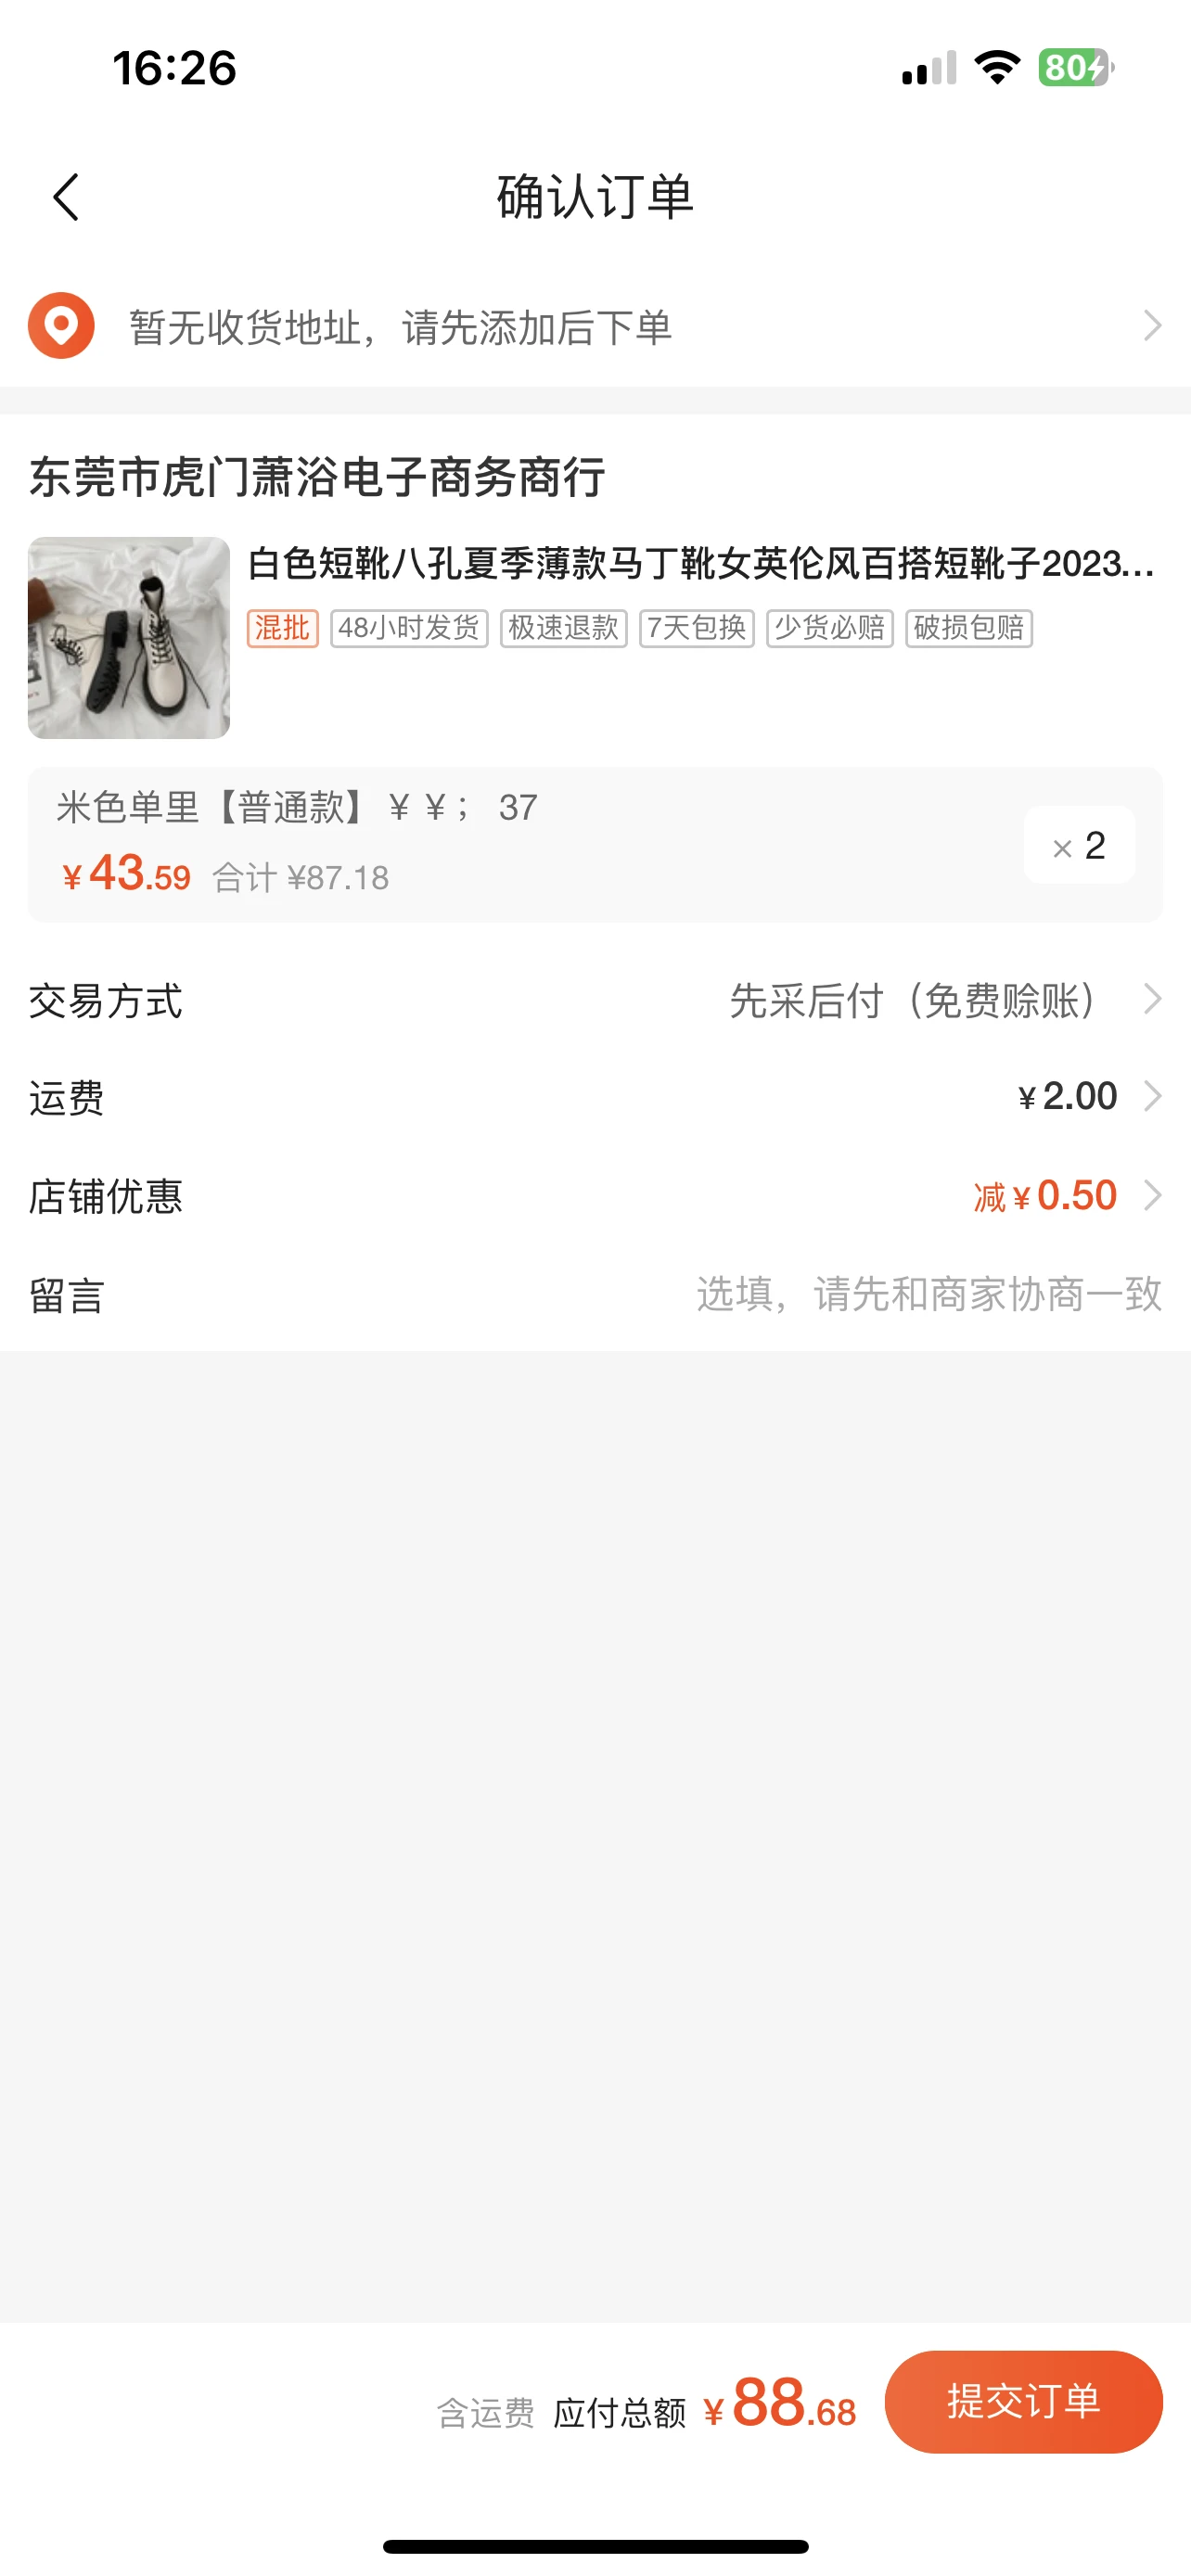 16:26
80
确认订单
暂无收货地址，请先添加后下单
东莞市虎门萧浴电子商务商行
白色短靴八孔夏季薄款马丁靴女英伦风百搭短靴子2023...
混批 48小时发货 极速退款 7天包换 少货必赔 破损包赔
米色单里【普通款】 ¥ ¥； 37
¥43.59 合计 ¥87.18
× 2
交易方式 先采后付（免费赊账）
运费 ¥2.00
店铺优惠 减¥0.50
留言 选填，请先和商家协商一致
含运费 应付总额 ¥88.68 提交订单